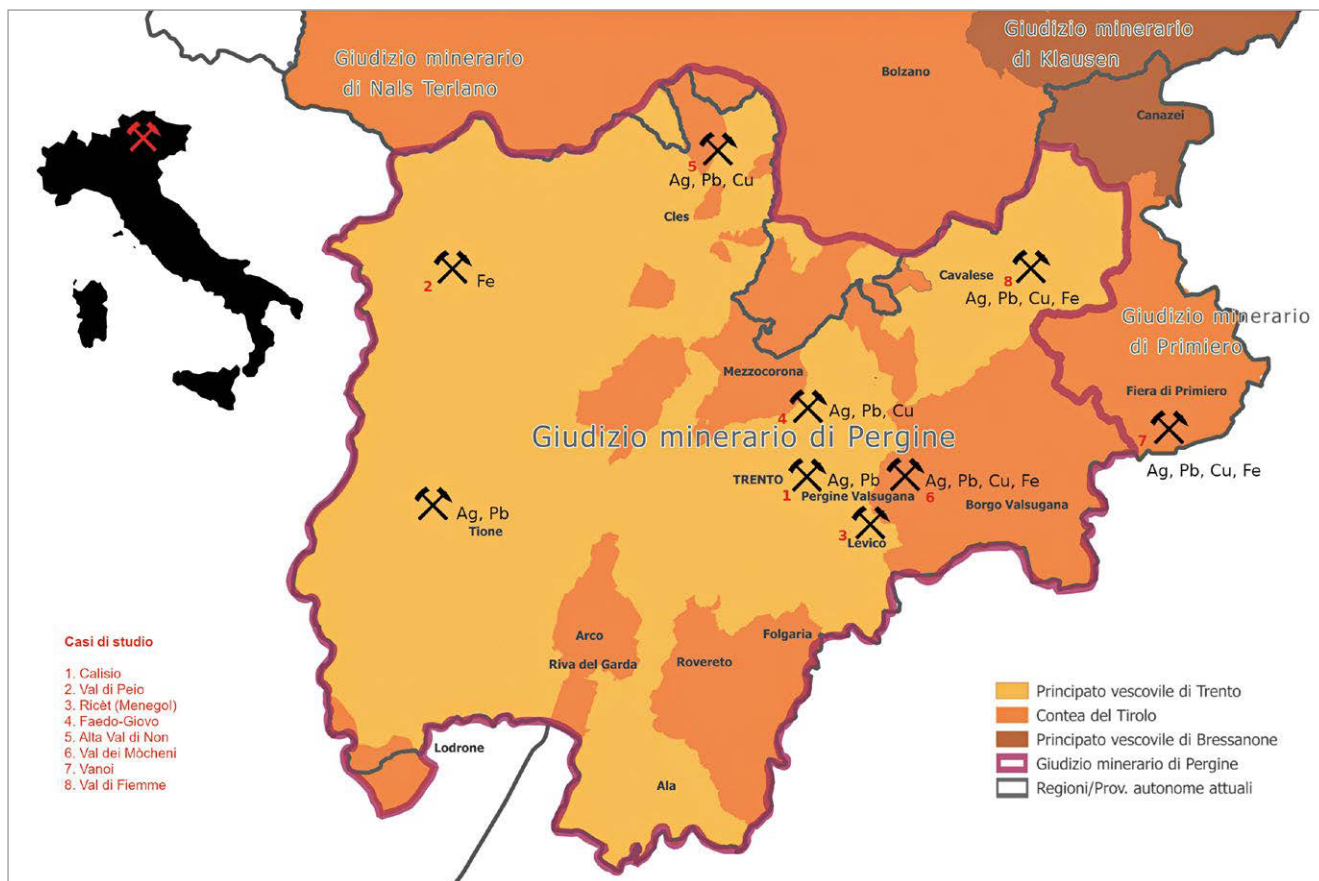 Giudizio minerario
di Nals Terlano
Giudizio minerario
di Klausen
Bolzano
Canazei
5
Ag, Pb, Cu
Cles
2
Fe
Cavalese
8
Ag, Pb, Cu, Fe
Giudizio minerario
di Primiero
Mezzocorona
Fiera di Primiero
4
Ag, Pb, Cu
7
Ag, Pb, Cu, Fe
Giudizio minerario di Pergine
TRENTO
1
Ag, Pb
Pergine Valsugana
Ag, Pb, Cu, Fe
6
Borgo Valsugana
Ag, Pb
Tione
3
Levico
Arco
Riva del Garda
Rovereto
Folgaria
Lodrone
Ala
Casi di studio
1. Calisio
2. Val di Peio
3. Ricèt (Menegol)
4. Faedo-Giovo
5. Alta Val di Non
6. Val dei Mòcheni
7. Vanoi
8. Val di Fiemme
Principato vescovile di Trento
Contea del Tirolo
Principato vescovile di Bressanone
Giudizio minerario di Pergine
Regioni/Prov. autonome attuali